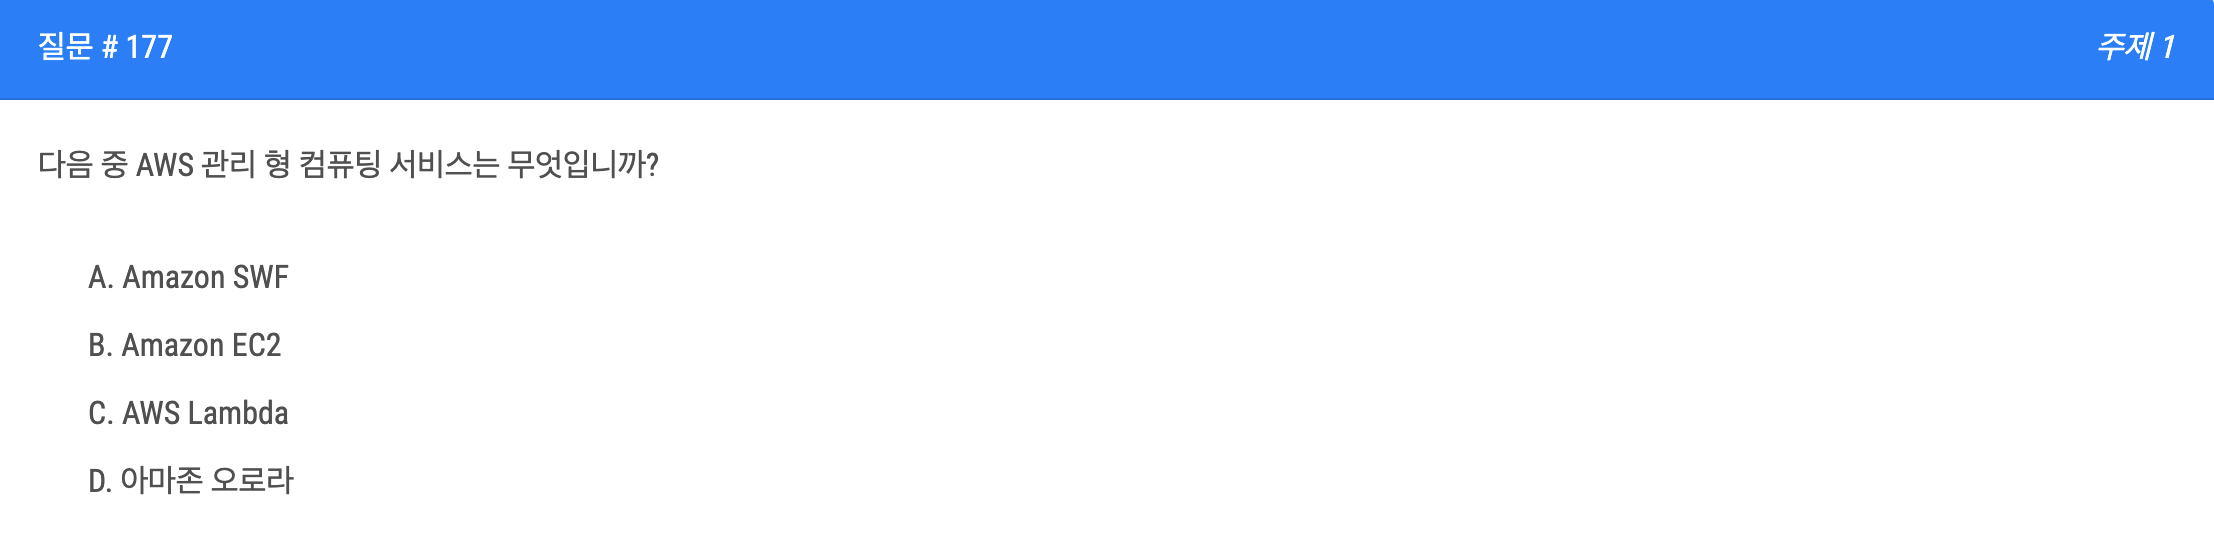 질문 # 177
주제 1
다음 중 AWS 관리 형 컴퓨팅 서비스는 무엇입니까?
A. Amazon SWF
B. Amazon EC2
C. AWS Lambda
D. 아마존 오로라